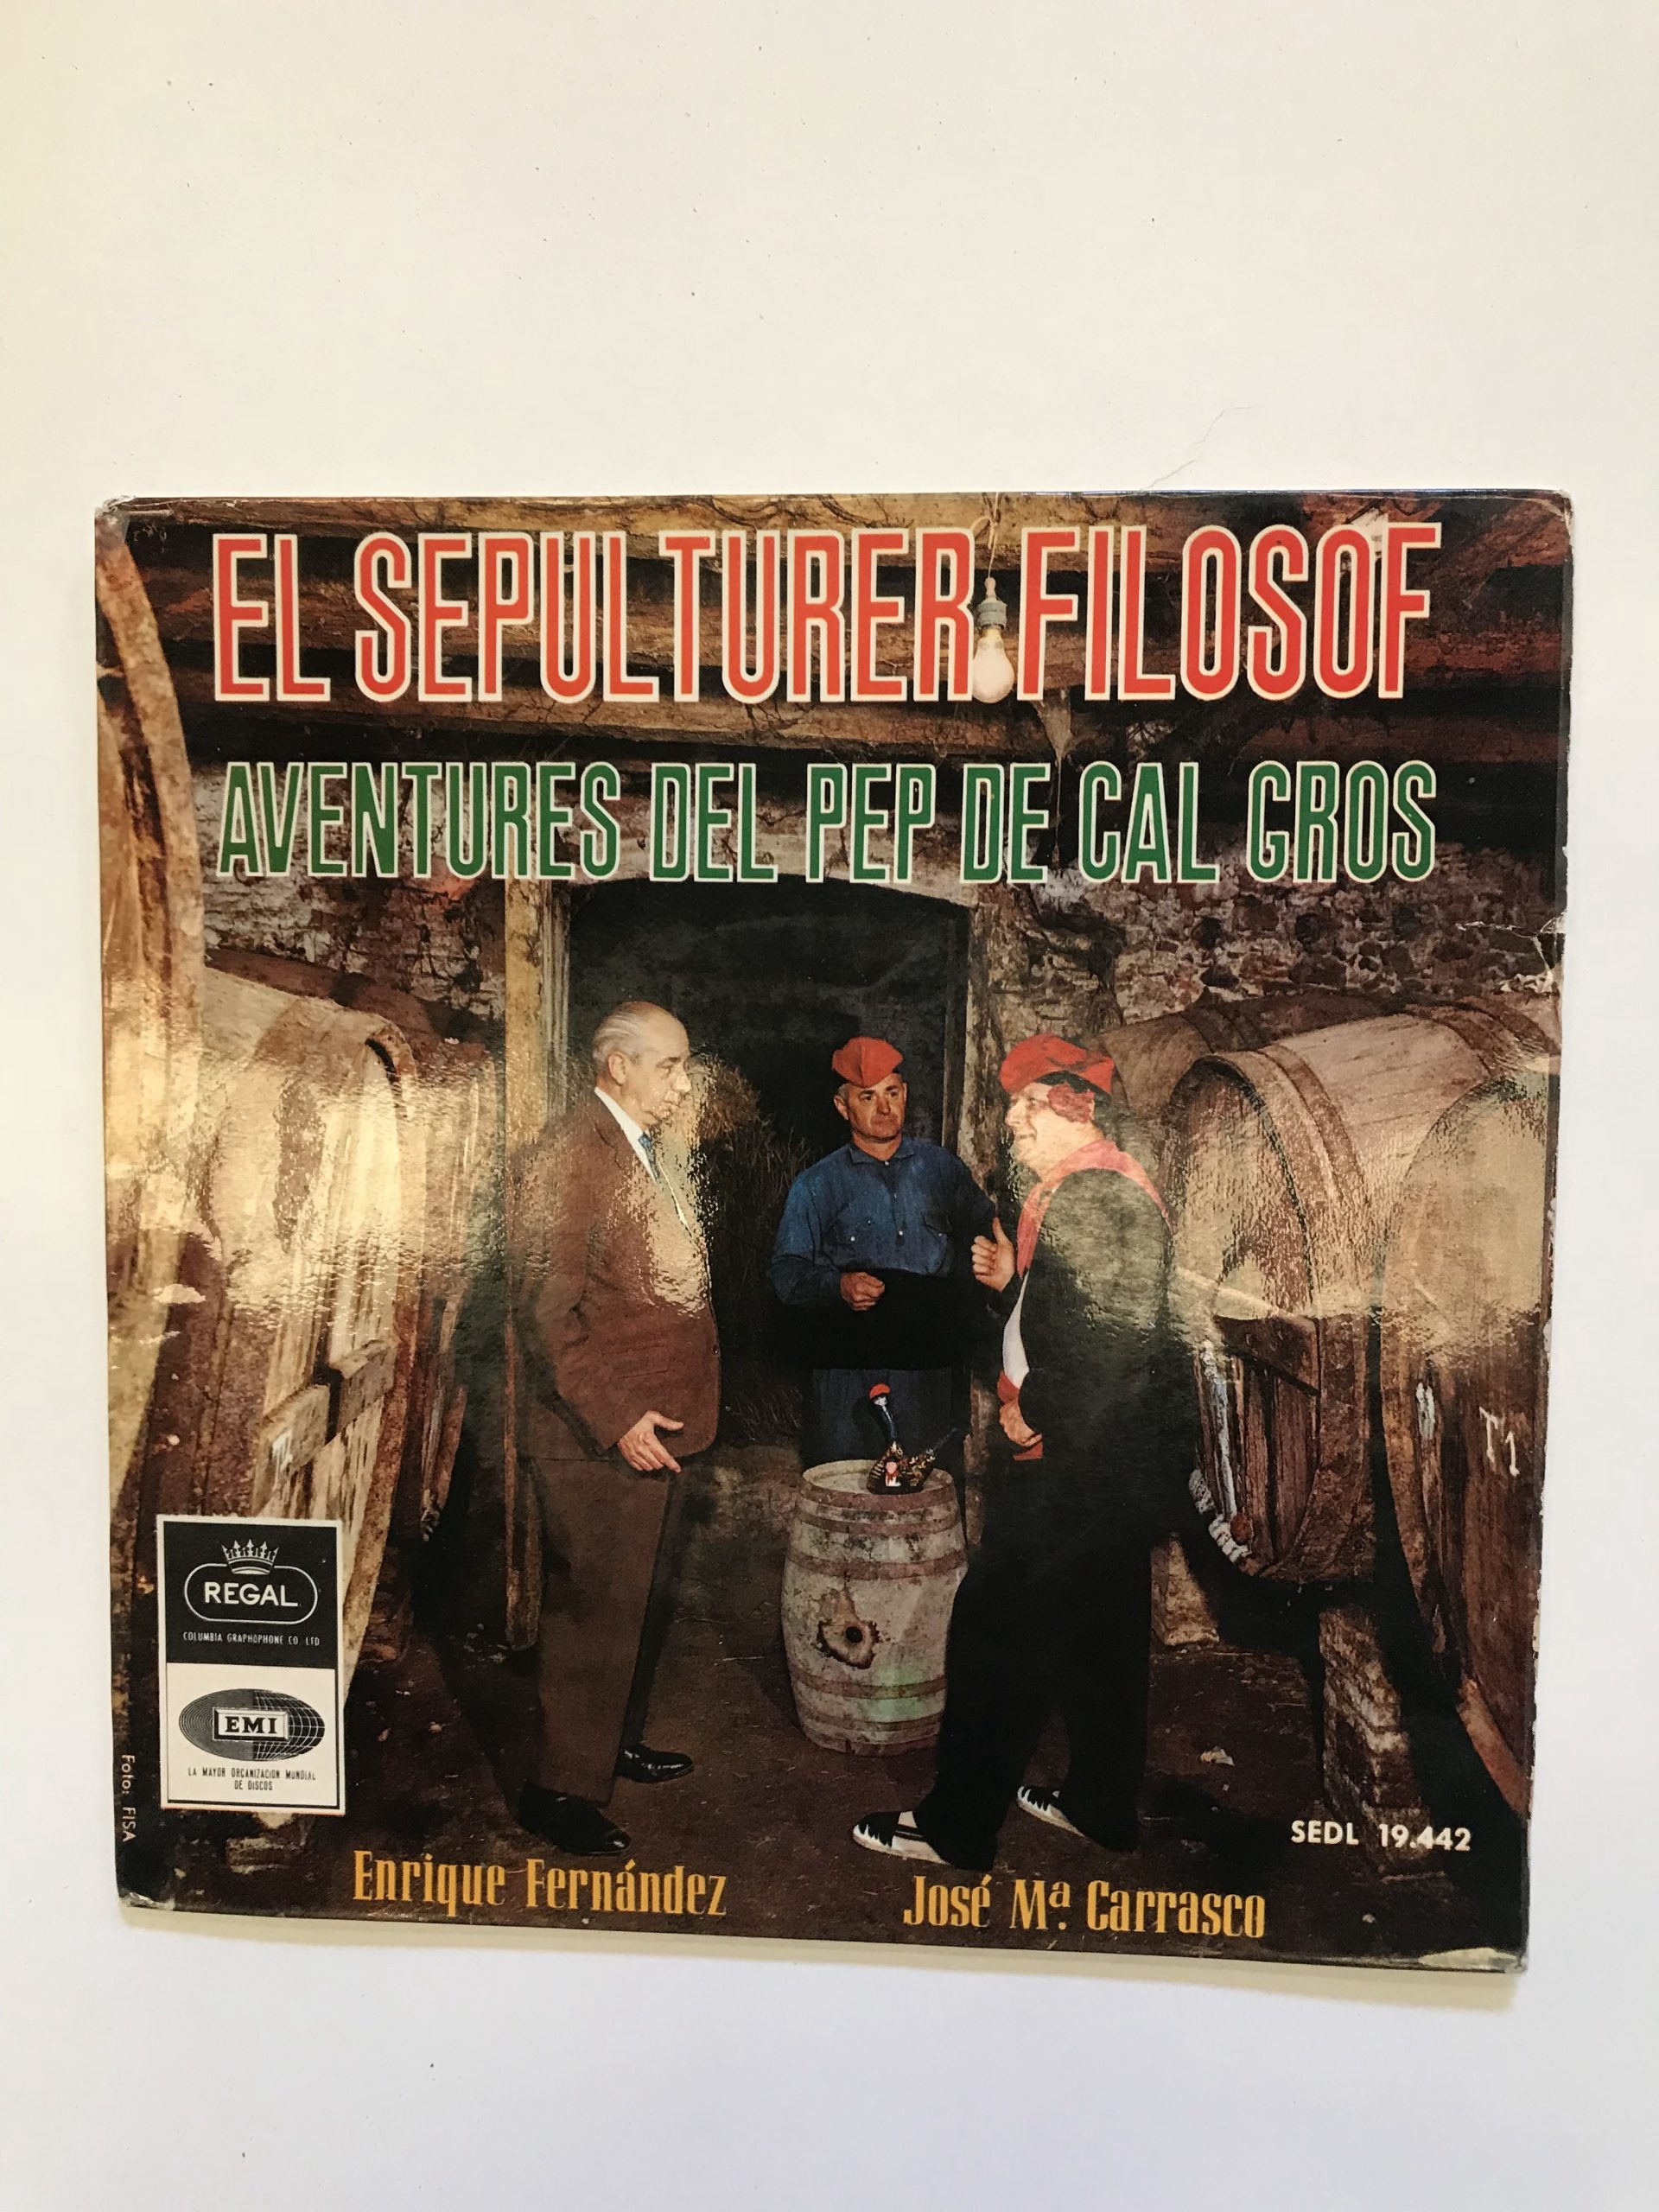 EL SEPULTURER FILOSOF
AVENTURES DEL PEP DE CAL GROS
T1
REGAL
COLUMBIA GRAPHOPHONE CO LTD
EMI
LA MAYOR ORGANIZACION MUNDIAL
DE DISCOS
Foto: FISA
SEDL 19.442
Enrique Fernández
José Mª. Carrasco